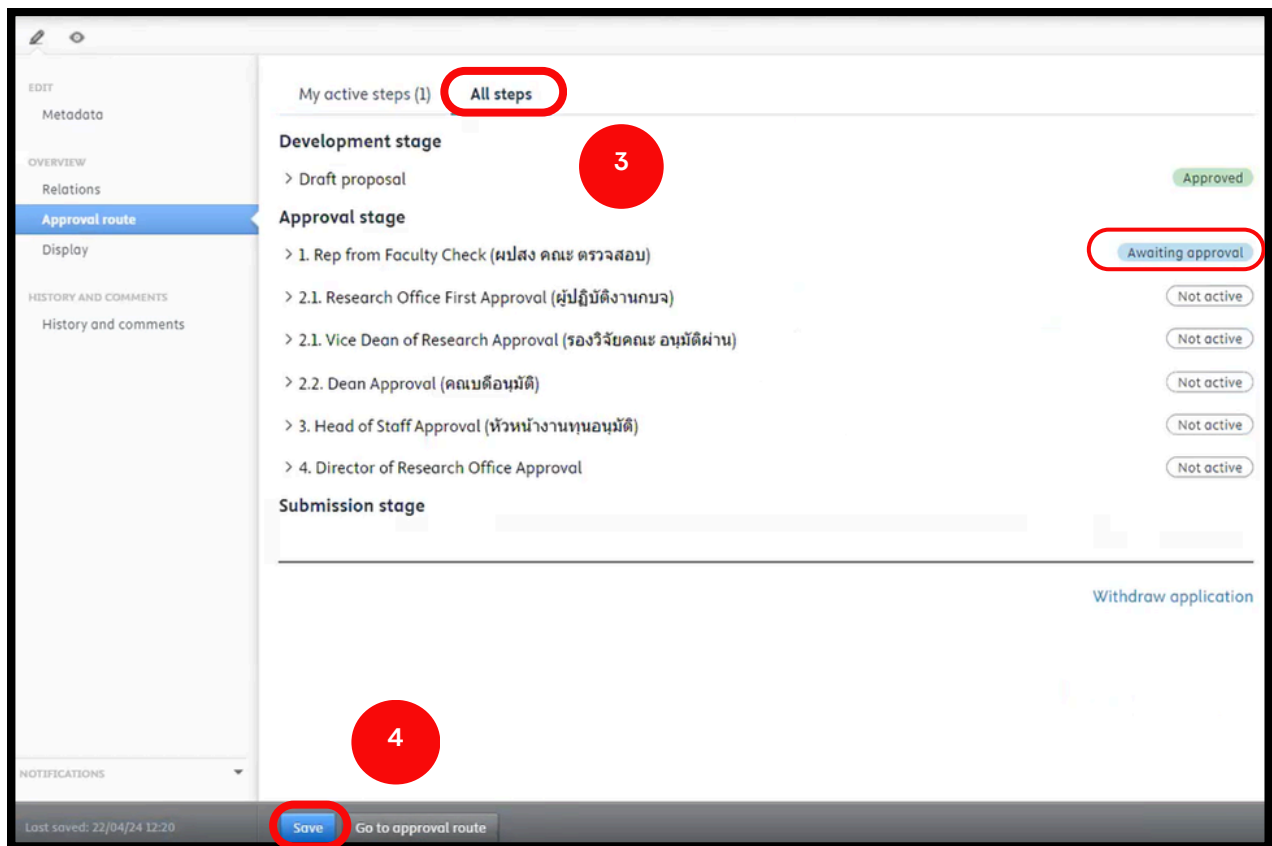 EDIT
Metadata
OVERVIEW
Relations
Approval route
Display
HISTORY AND COMMENTS
History and comments
NOTIFICATIONS
Last saved: 22/04/24 12:20
My active steps (1) All steps
3
Development stage
> Draft proposal Approved
Approval stage
> 1. Rep from Faculty Check (ผปสง คณะ ตรวจสอบ) Awaiting approval
> 2.1. Research Office First Approval (ผู้ปฏิบัติงานกบจ) Not active
> 2.1. Vice Dean of Research Approval (รองวิจัยคณะ อนุมัติผ่าน) Not active
> 2.2. Dean Approval (คณบดีอนุมัติ) Not active
> 3. Head of Staff Approval (หัวหน้างานทุนอนุมัติ) Not active
> 4. Director of Research Office Approval Not active
Submission stage
Withdraw application
4
Save Go to approval route